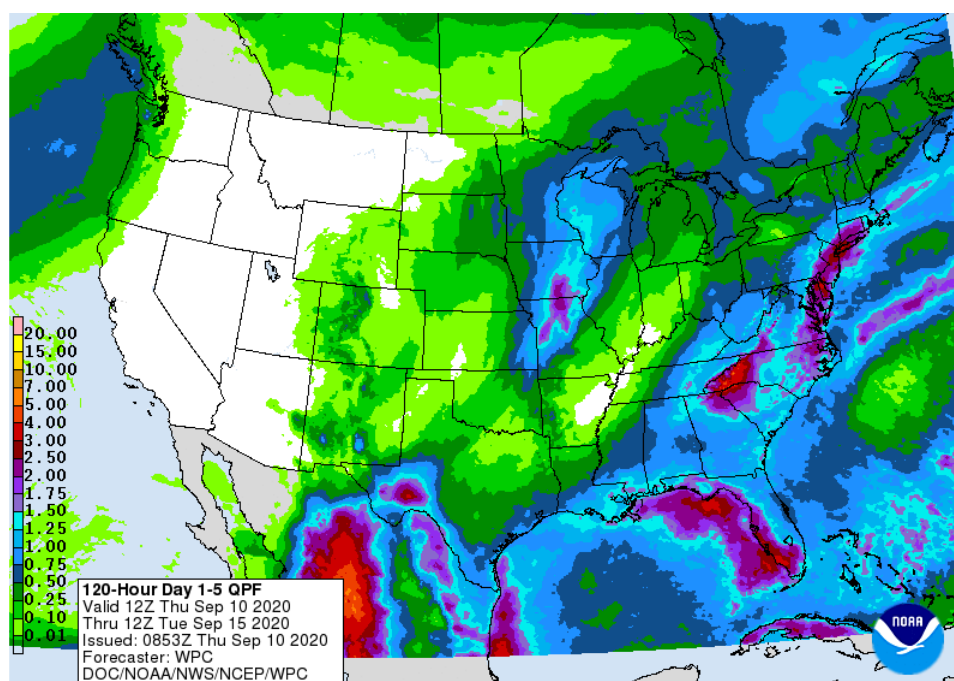 20.00
15.00
10.00
7.00
5.00
4.00
3.00
2.50
2.00
1.75
1.50
1.25
1.00
0.75
0.50
0.25
0.10
0.01
120-Hour Day 1-5 QPF
Valid 12Z Thu Sep 10 2020
Thru 12Z Tue Sep 15 2020
Issued: 0853Z Thu Sep 10 2020
Forecaster: WPC
DOC/NOAA/NWS/NCEP/WPC
NOAA